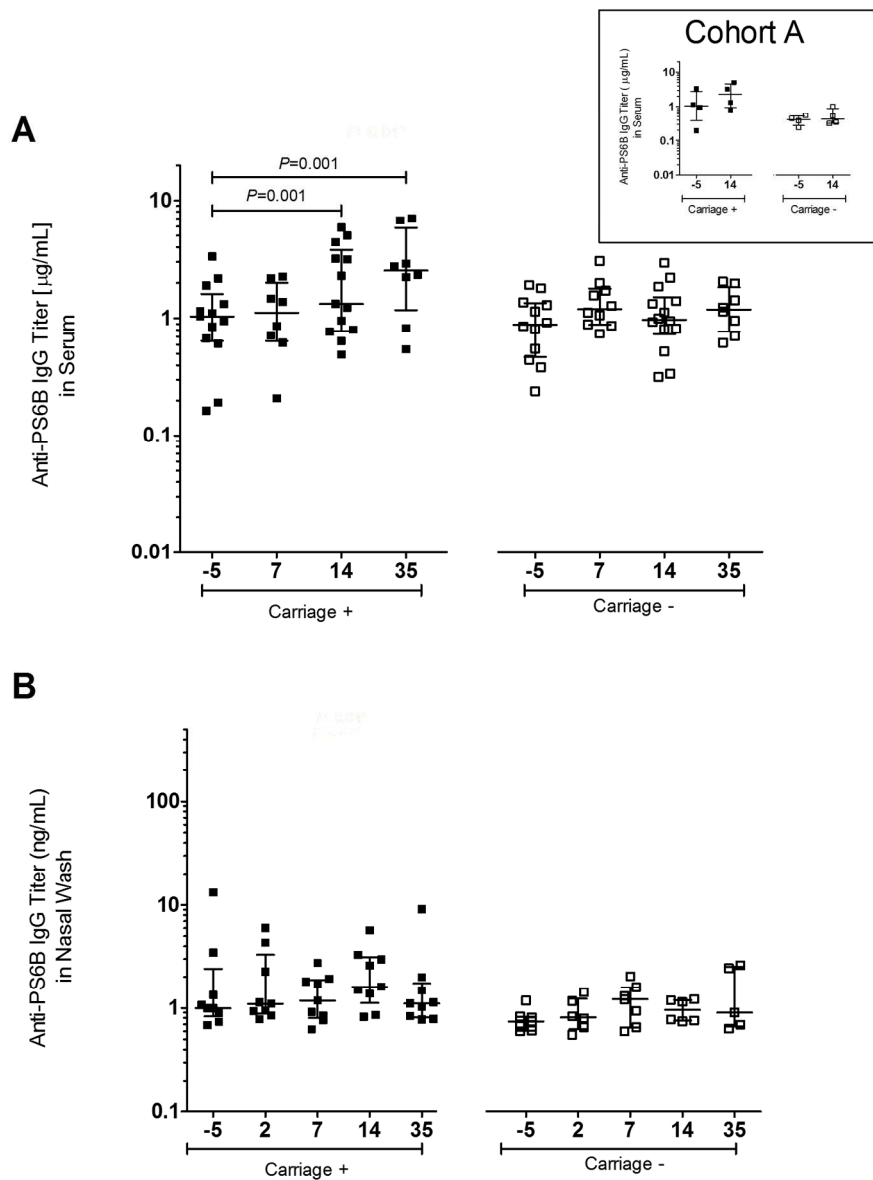 Cohort A
Anti-PS6B IgG Titer ( μg/mL)
in Serum
10
1
0.1
0.01
-5 14 -5 14
Carriage + Carriage -
A
P=0.001
P=0.001
Anti-PS6B IgG Titer [μg/mL]
in Serum
10
1
0.1
0.01
-5 7 14 35 -5 7 14 35
Carriage + Carriage -
B
Anti-PS6B IgG Titer (ng/mL)
in Nasal Wash
100
10
1
0.1
-5 2 7 14 35 -5 2 7 14 35
Carriage + Carriage -